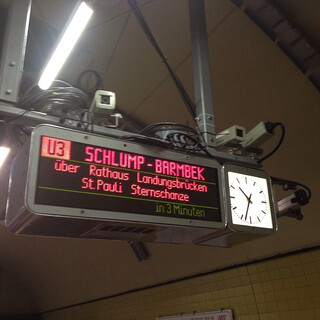 U3 SCHLUMP-BARMBEK
über Rathaus Landungsbrücken
St.Pauli Sternschanze
in 3 Minuten